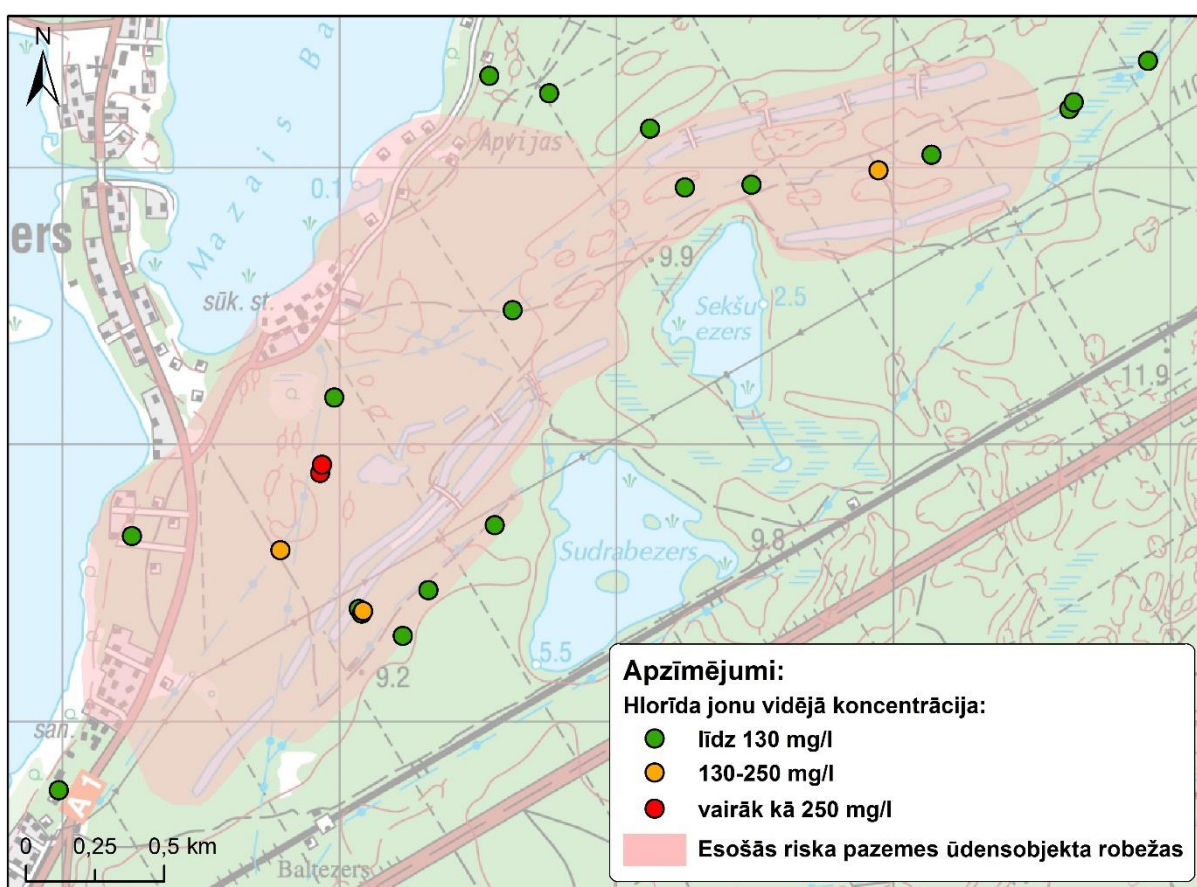 N
Mazais Ba
Apvijas
110
0.1
ers
9.9
sūk. st.
Sekšu
ezers
2.5
11.9
Sudrabezers
9.8
5.5
9.2
san.
A 1
Baltezers
0 0,25 0,5 km
Apzīmējumi:
Hlorīda jonu vidējā koncentrācija:
līdz 130 mg/l
130-250 mg/l
vairāk kā 250 mg/l
Esošās riska pazemes ūdensobjekta robežas